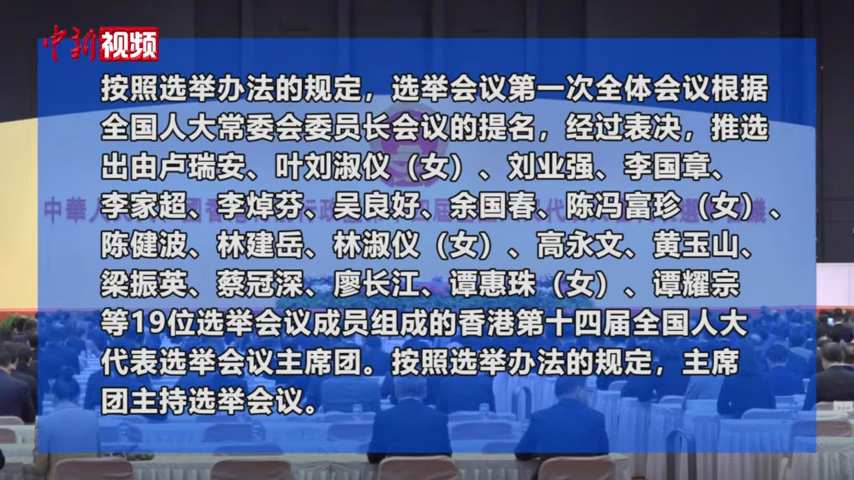 中新视频
按照选举办法的规定，选举会议第一次全体会议根据
全国人大常委会委员长会议的提名，经过表决，推选
出由卢瑞安、叶刘淑仪（女）、刘业强、李国章、
李家超、李焯芬、吴良好、余国春、陈冯富珍（女）、
陈健波、林建岳、林淑仪（女）、高永文、黄玉山、
梁振英、蔡冠深、廖长江、谭惠珠（女）、谭耀宗
等19位选举会议成员组成的香港第十四届全国人大
代表选举会议主席团。按照选举办法的规定，主席
团主持选举会议。